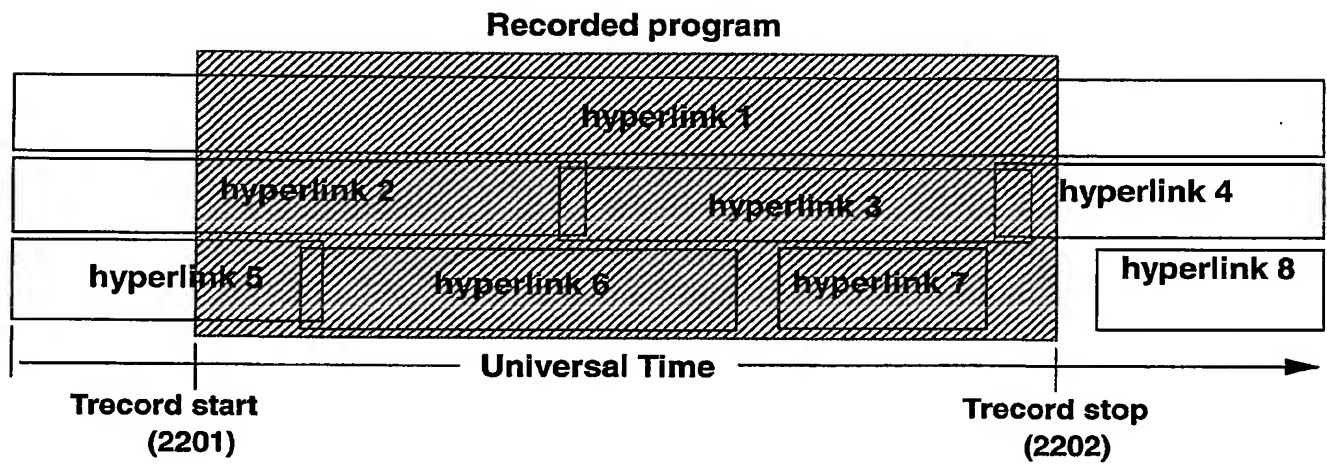 Recorded program
hyperlink 1
hyperlink 2
hyperlink 3
hyperlink 4
hyperlink 5
hyperlink 6
hyperlink 7
hyperlink 8
Universal Time
Trecord start
(2201)
Trecord stop
(2202)